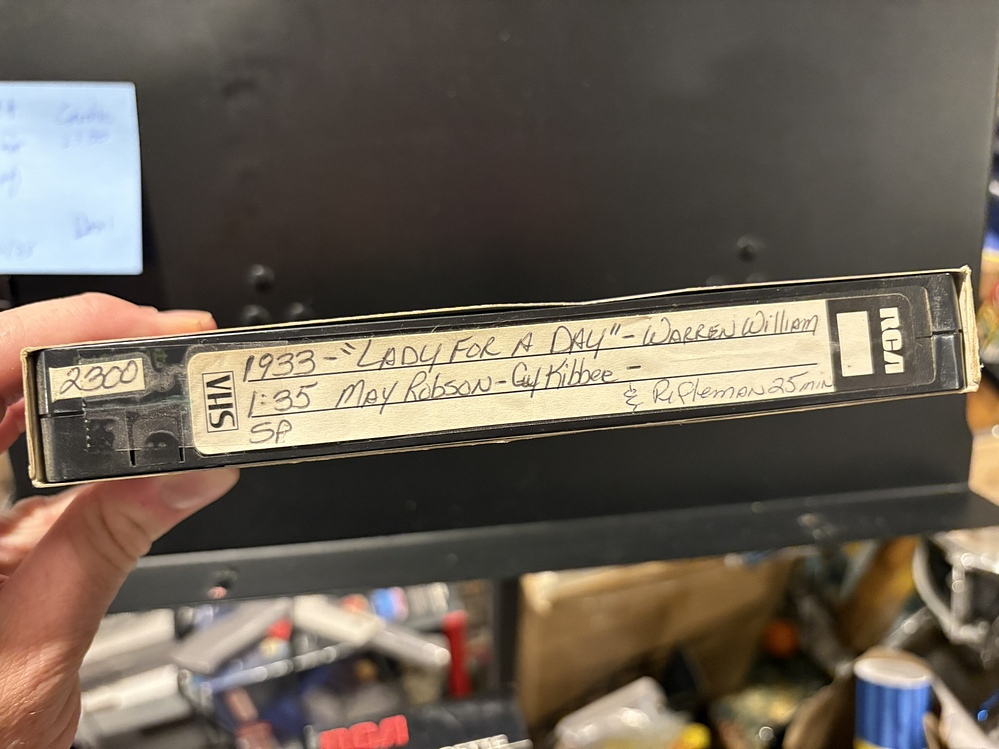 2300
VHS
1933-"LADY FOR A DAY"-WARREN WILLIAM
1:35 MAY ROBSON-GUY KIBBEE -
SP
& RIFLEMAN 25 MIN
RCA
RCA